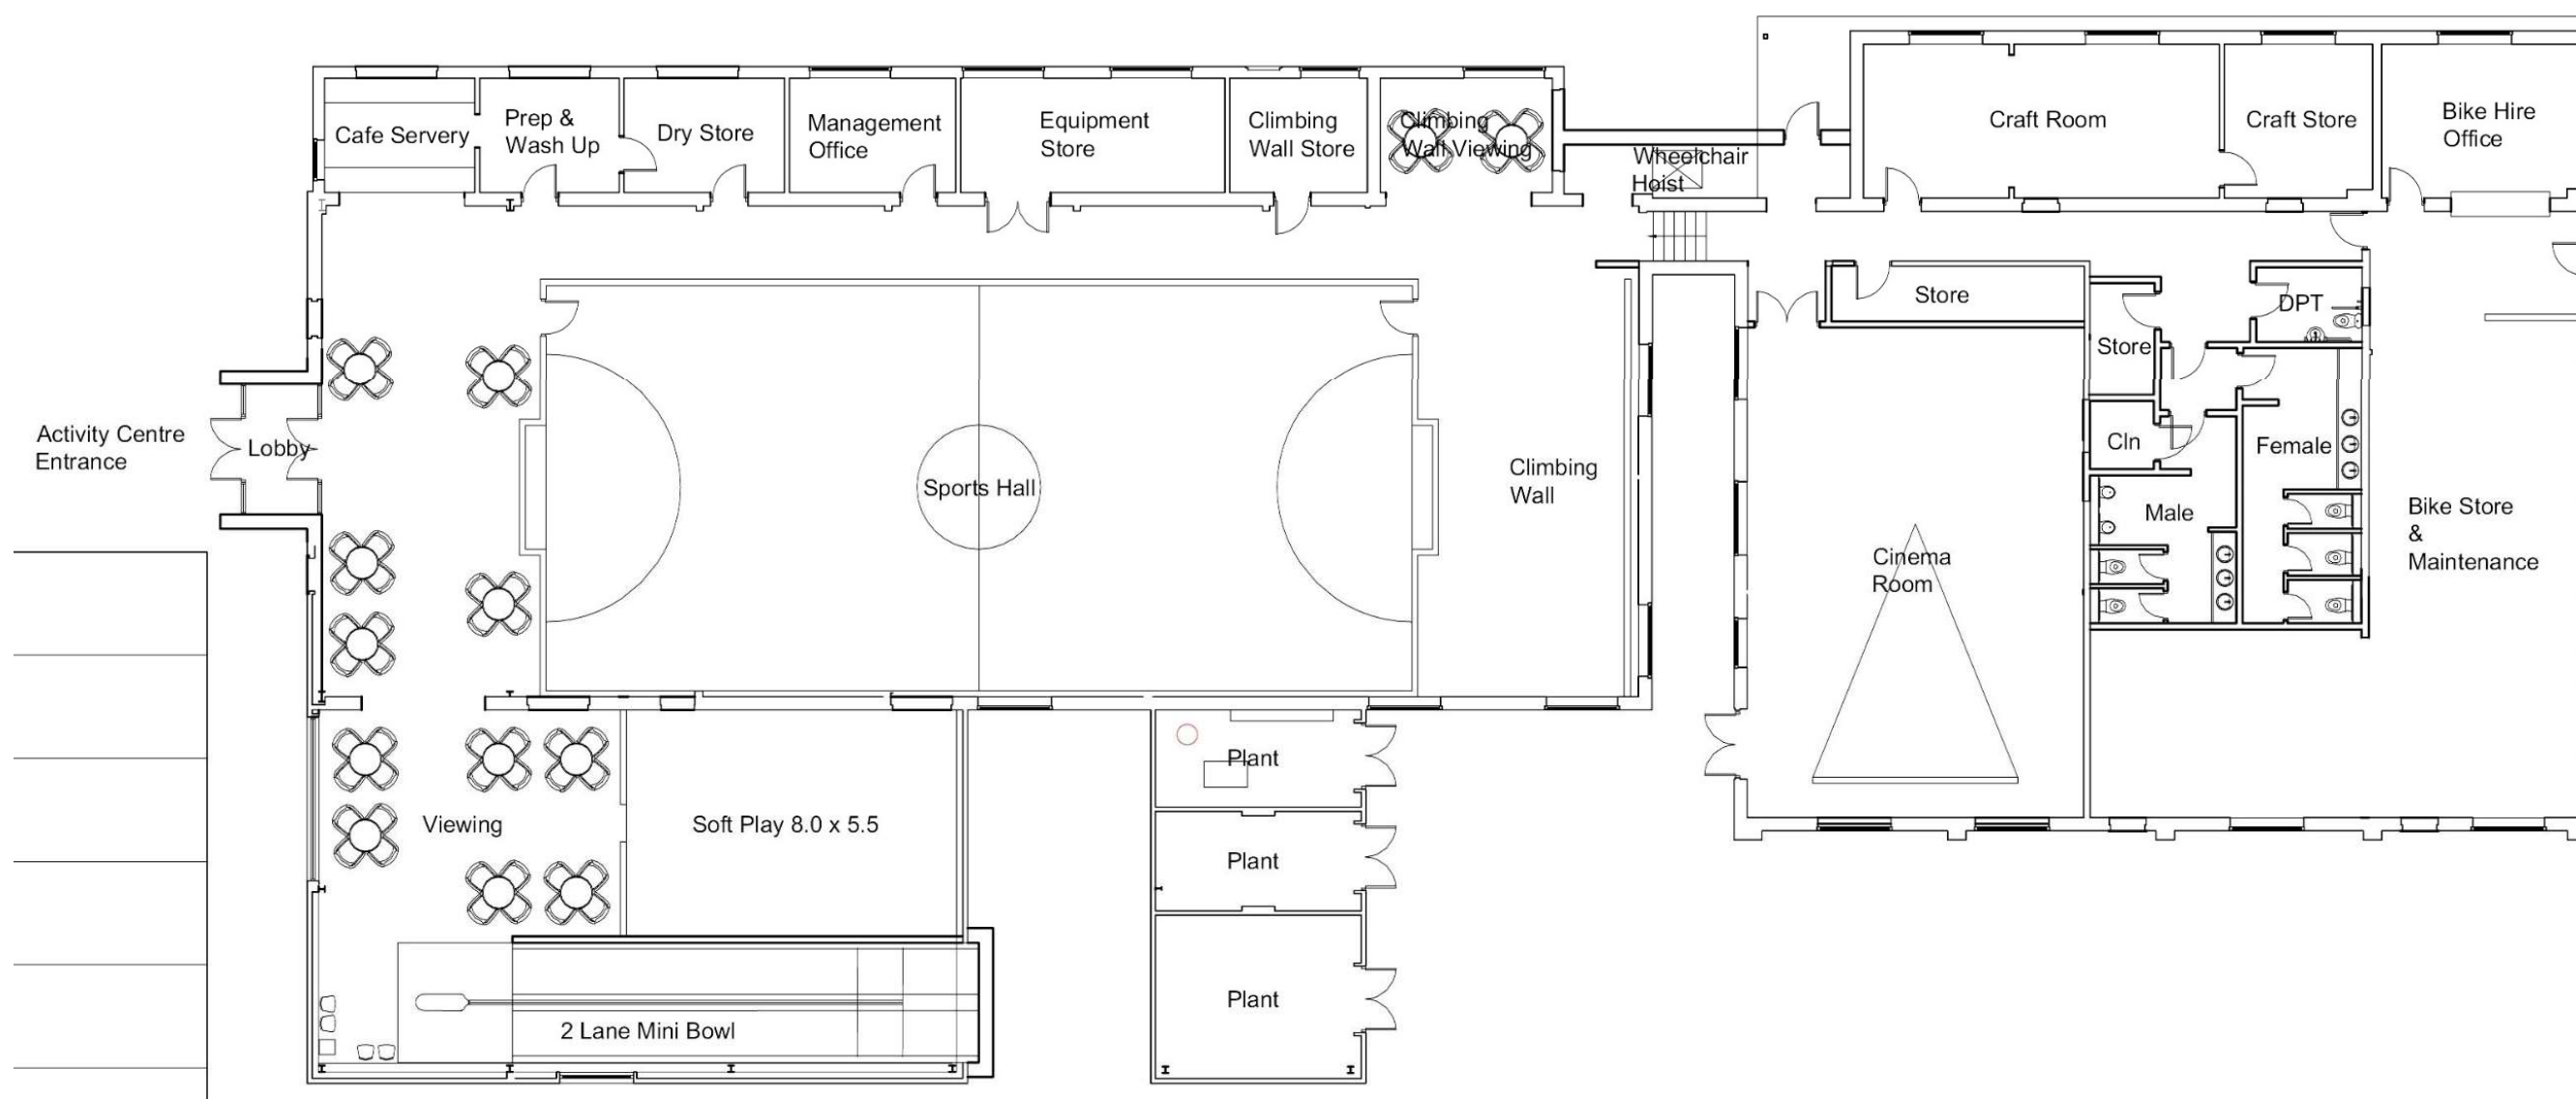 Cafe Servery
Prep &
Wash Up
Dry Store
Management
Office
Equipment
Store
Climbing
Wall Store
Climbing
Wall Viewing
Wheelchair
Hoist
Craft Room
Craft Store
Bike Hire
Office
Store
DPT
Store
Activity Centre
Entrance
Lobby
Sports Hall
Climbing
Wall
Cln
Female
Male
Bike Store
&
Maintenance
Cinema
Room
Viewing
Soft Play 8.0 x 5.5
Plant
Plant
Plant
2 Lane Mini Bowl